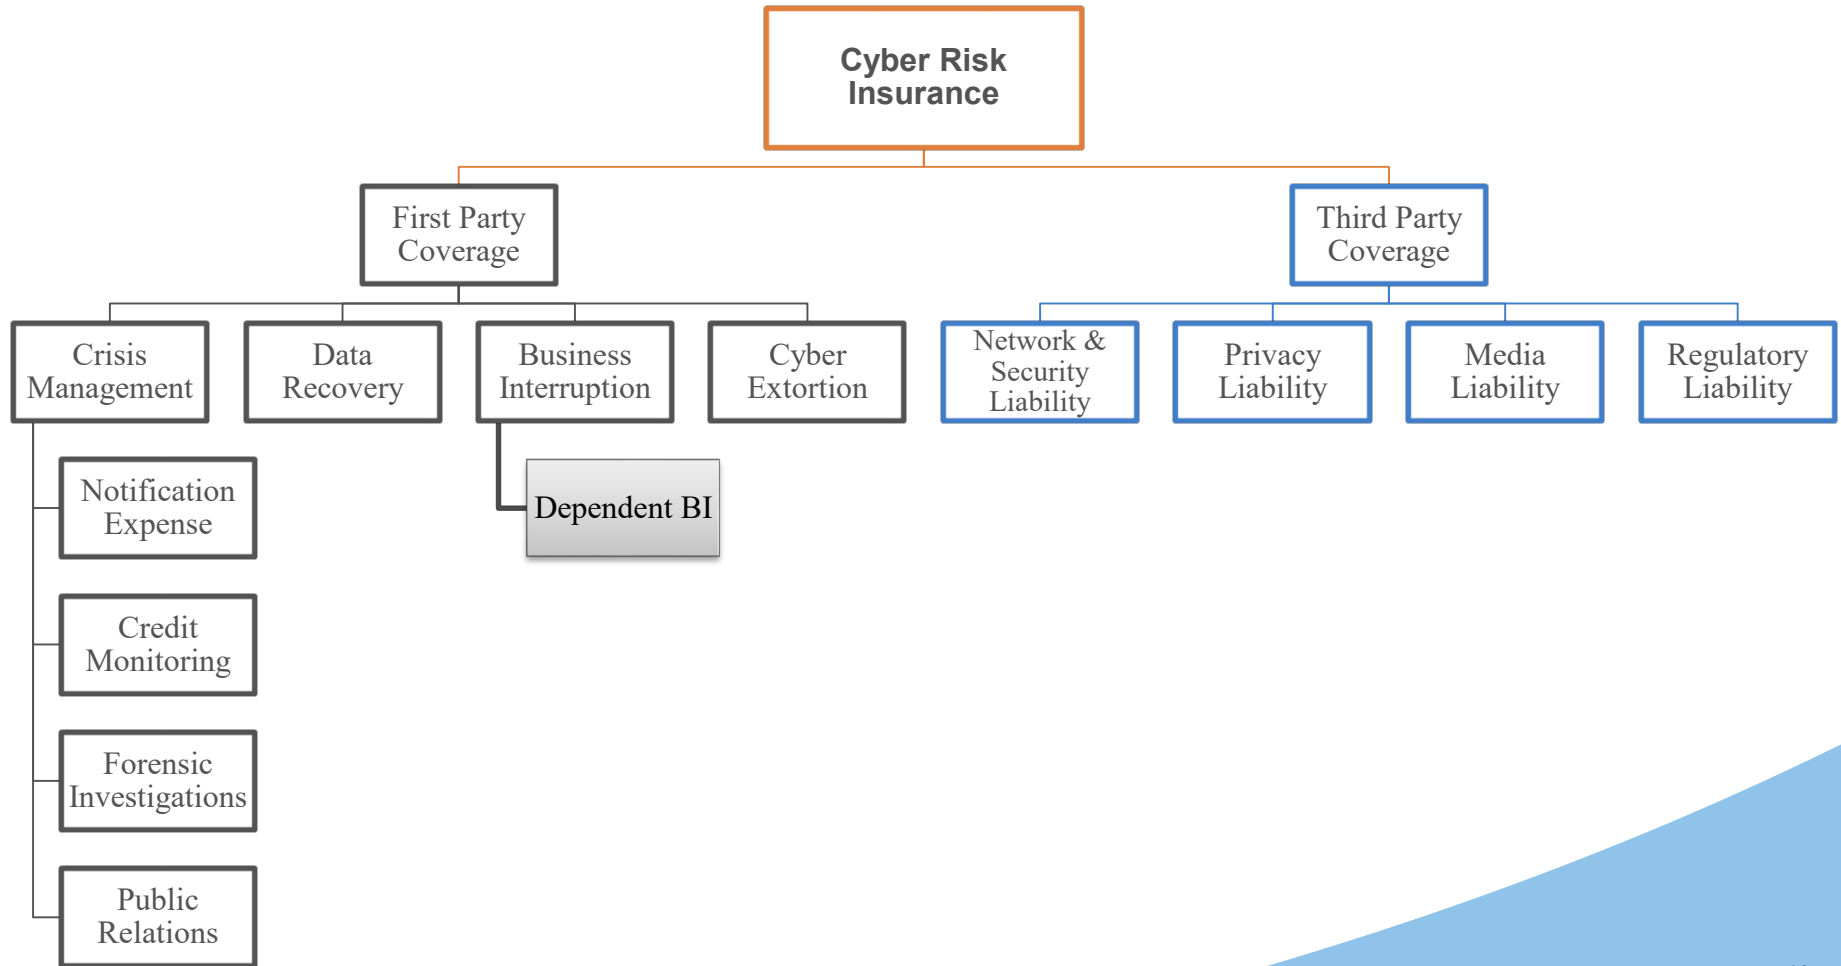 Cyber Risk
Insurance
First Party
Coverage
Third Party
Coverage
Crisis
Management
Data
Recovery
Business
Interruption
Cyber
Extortion
Network &
Security
Liability
Privacy
Liability
Media
Liability
Regulatory
Liability
Notification
Expense
Dependent BI
Credit
Monitoring
Forensic
Investigations
Public
Relations